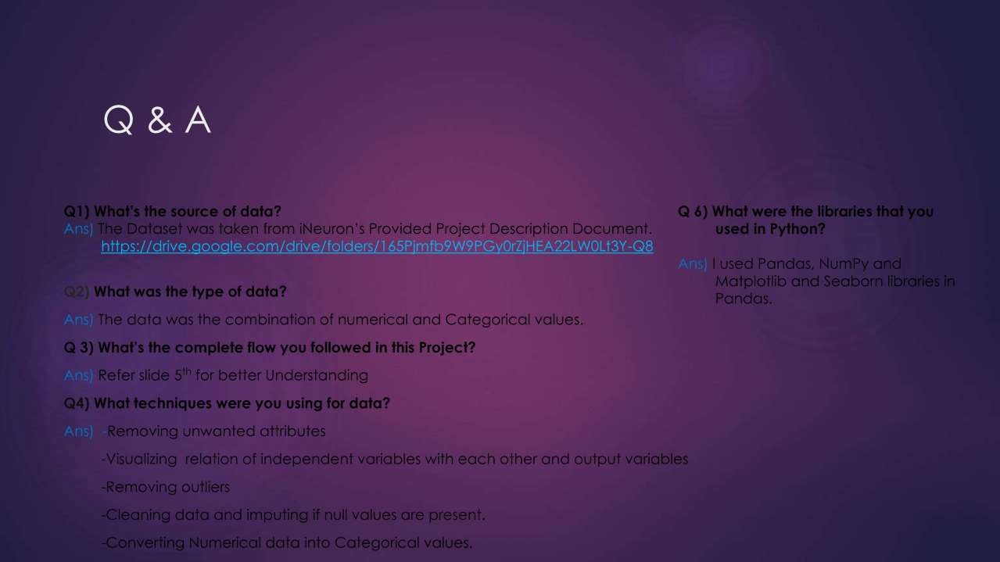 Q & A
Q1) What's the source of data?
Ans) The Dataset was taken from iNeuron’s Provided Project Description Document.
https://drive.google.com/drive/folders/165Pjmfb9W9PGy0rZjHEA22LW0Lt3Y-Q8
Q2) What was the type of data?
Ans) The data was the combination of numerical and Categorical values.
Q 3) What's the complete flow you followed in this Project?
Ans) Refer slide 5th for better Understanding
Q4) What techniques were you using for data?
Ans) -Removing unwanted attributes
-Visualizing relation of independent variables with each other and output variables
-Removing outliers
-Cleaning data and imputing if null values are present.
-Converting Numerical data into Categorical values.
Q 6) What were the libraries that you
used in Python?
Ans) I used Pandas, NumPy and
Matplotlib and Seaborn libraries in
Pandas.